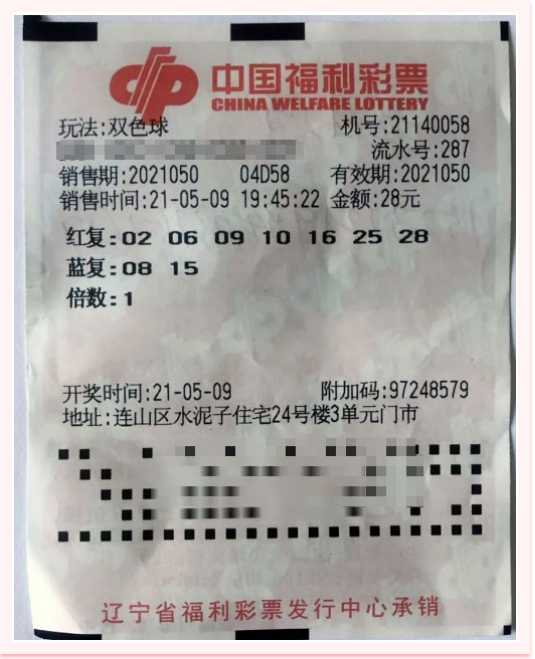 中国福利彩票
CHINA WELFARE LOTTERY
玩法:双色球 机号:21140058
流水号:287
销售期:2021050 04D58 有效期:2021050
销售时间:21-05-09 19:45:22 金额:28元
红复:02 06 09 10 16 25 28
蓝复:08 15
倍数:1
开奖时间:21-05-09 附加码:97248579
地址:连山区水泥子住宅24号楼3单元门市
辽宁省福利彩票发行中心承销